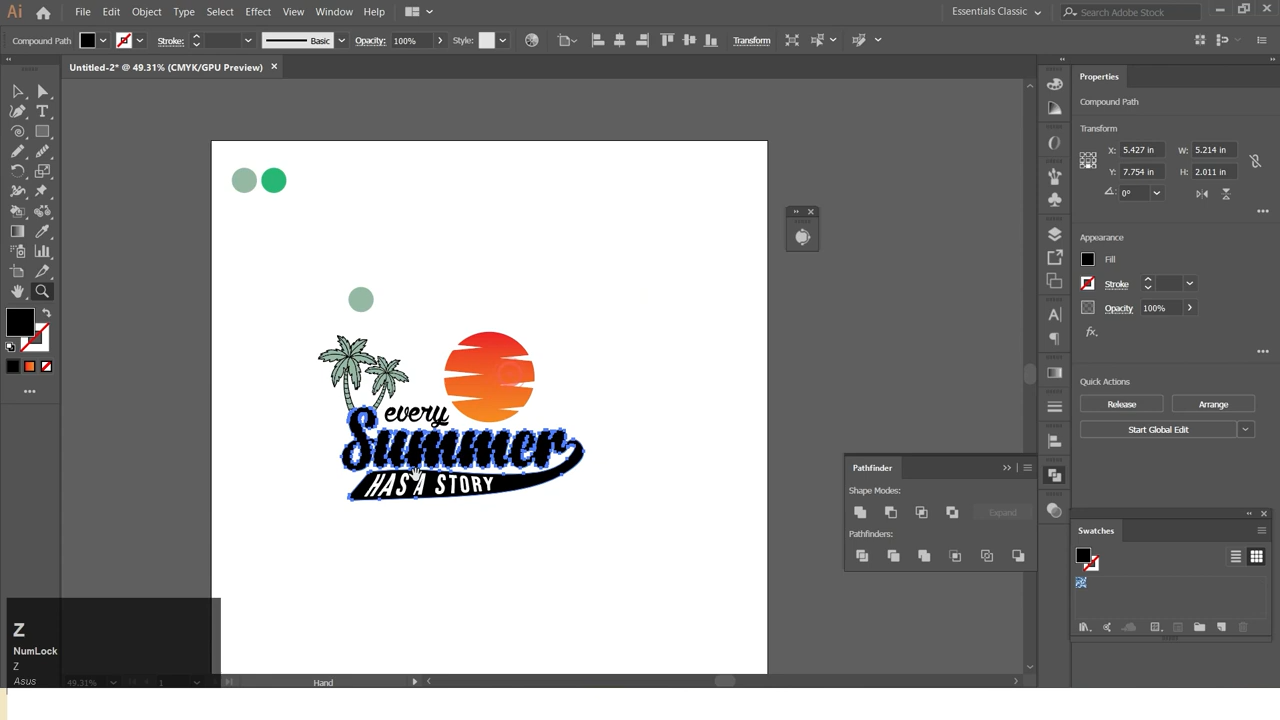 Ai File Edit Object Type Select Effect View Window Help Essentials Classic Search Adobe Stock
Compound Path Stroke: Basic Opacity: 100% Style: Transform
Untitled-2* @ 49.31% (CMYK/GPU Preview)
Properties
Compound Path
Transform
X: 5.427 in W: 5.214 in
Y: 7.754 in H: 2.011 in
0°
Appearance
Fill
Stroke
Opacity 100%
fx.
Quick Actions
Release Arrange
Start Global Edit
every
Summer
HAS A STORY
Pathfinder
Shape Modes:
Expand
Pathfinders:
Swatches
Z
NumLock
Z
Asus
49.31% 1 Hand